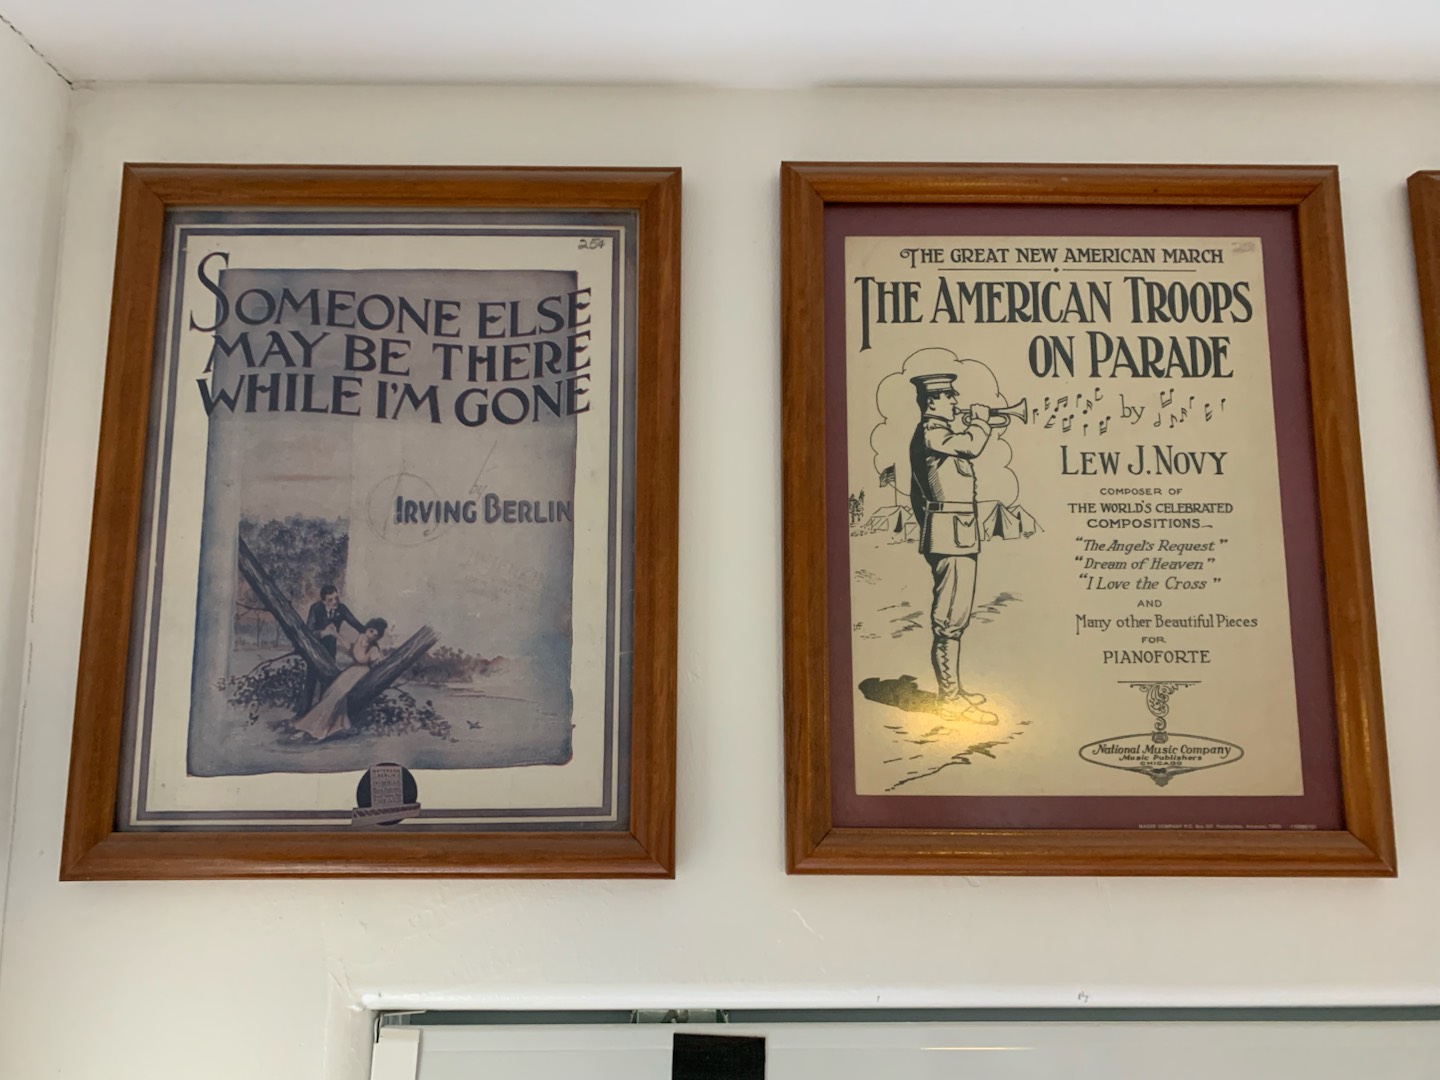 254
SOMEONE ELSE
MAY BE THERE
WHILE I'M GONE
by
IRVING BERLIN
THE GREAT NEW AMERICAN MARCH
THE AMERICAN TROOPS
ON PARADE
by
LEW J. NOVY
COMPOSER OF
THE WORLD'S CELEBRATED
COMPOSITIONS
"The Angel's Request"
"Dream of Heaven"
"I Love the Cross"
AND
Many other Beautiful Pieces
FOR
PIANOFORTE
National Music Company
Music Publishers
CHICAGO